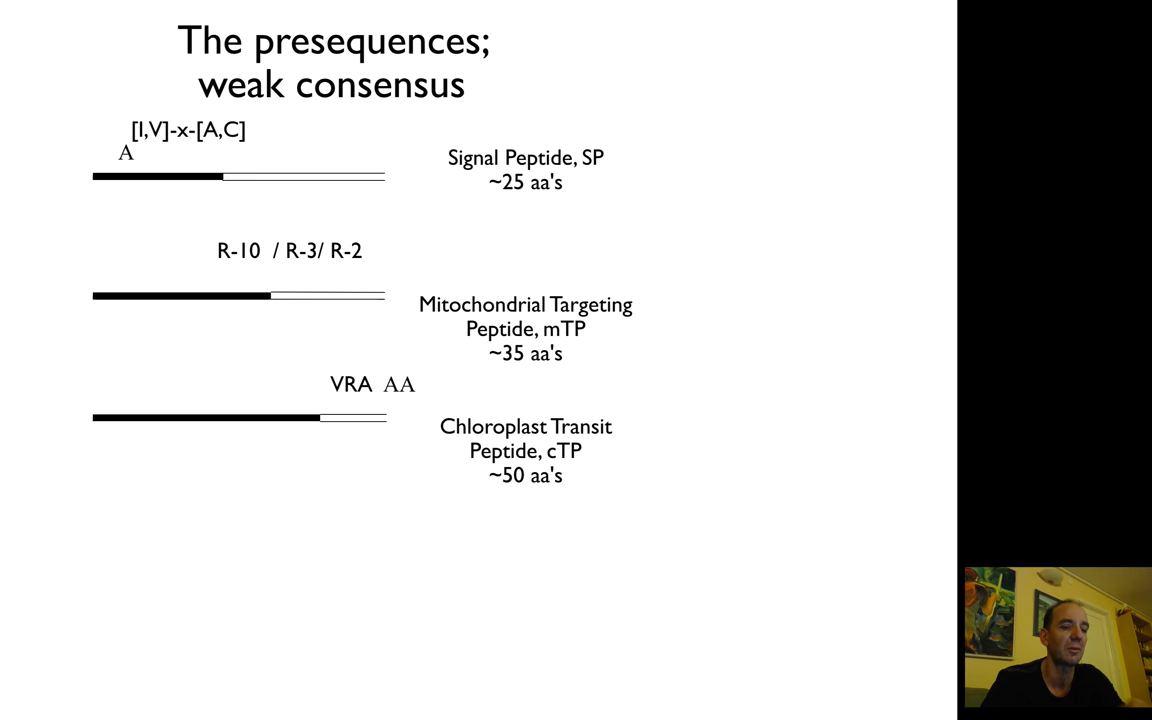 The presequences;
weak consensus
[I,V]-x-[A,C]
A
Signal Peptide, SP
~25 aa's
R-10 / R-3/ R-2
Mitochondrial Targeting
Peptide, mTP
~35 aa's
VRA AA
Chloroplast Transit
Peptide, cTP
~50 aa's